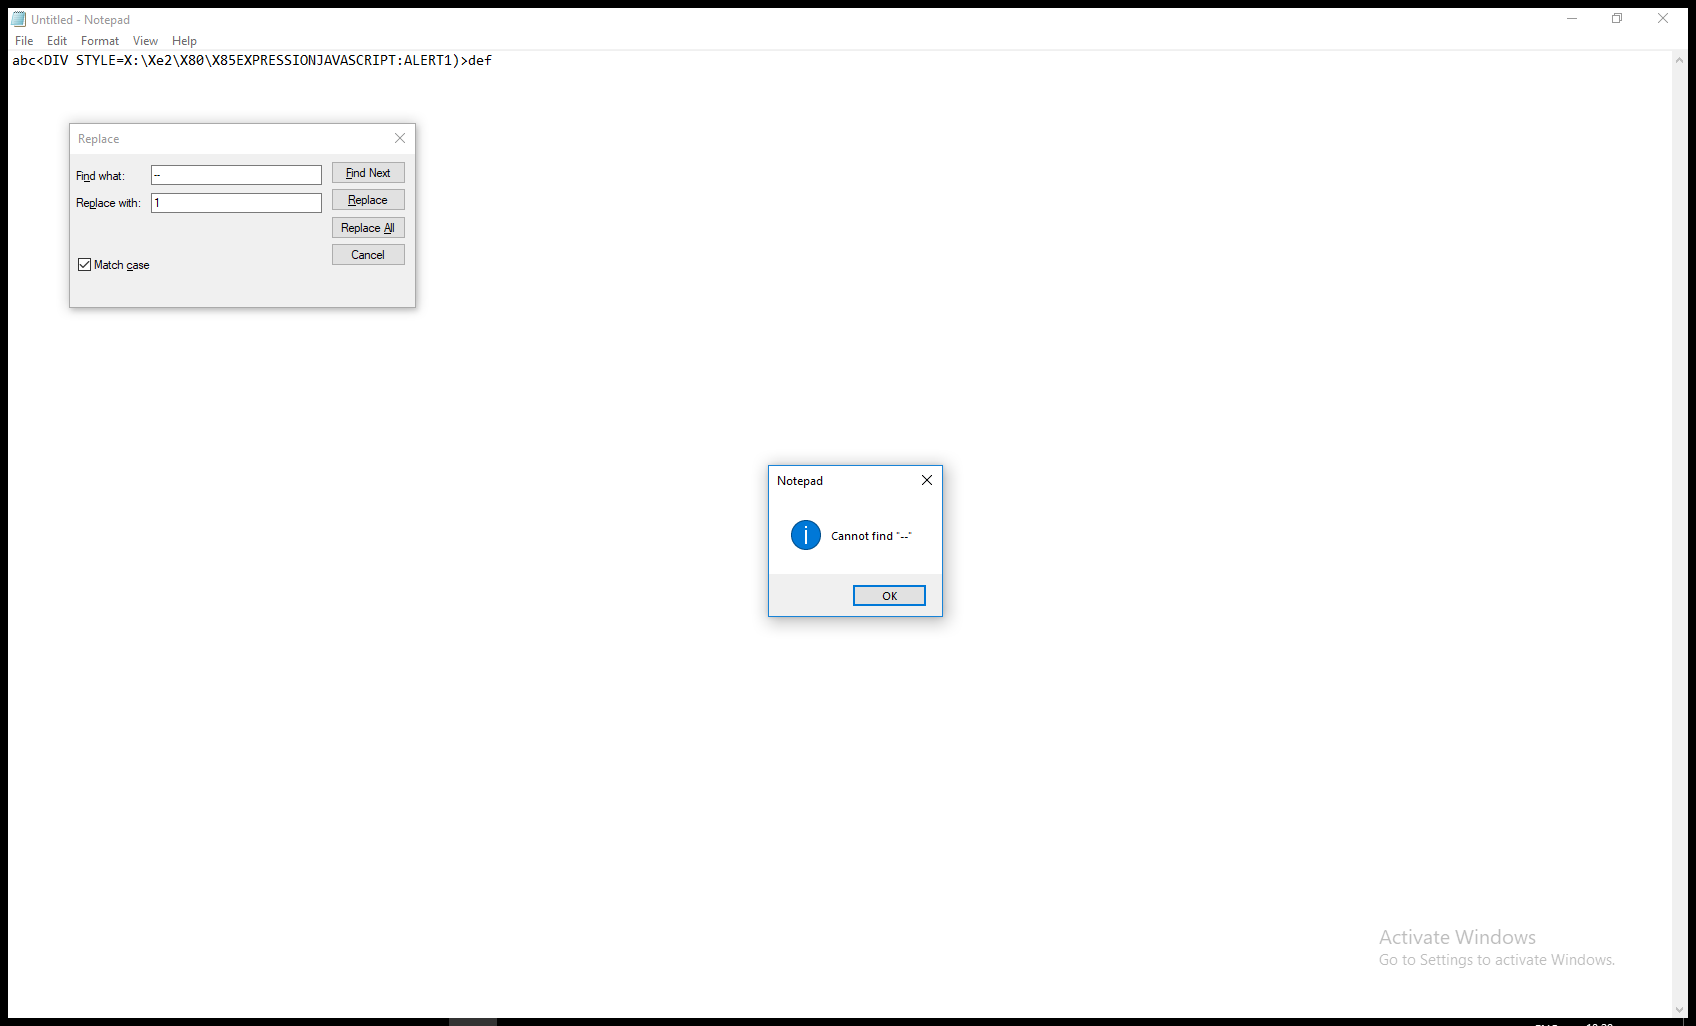 Untitled - Notepad
File Edit Format View Help
abc<DIV STYLE=X:\Xe2\X80\X85EXPRESSIONJAVASCRIPT:ALERT1)>def
Replace
Find what: --
Find Next
Replace with: 1
Replace
Replace All
Cancel
Match case
Notepad
Cannot find "--"
OK
Activate Windows
Go to Settings to activate Windows.